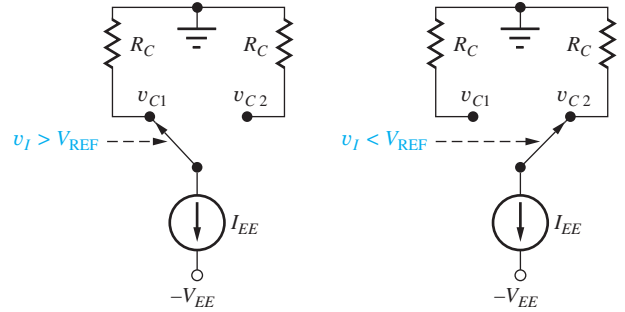 R_C R_C
v_C1 v_C2
v_I > V_REF
I_EE
–V_EE
R_C R_C
v_C1 v_C2
v_I < V_REF
I_EE
–V_EE